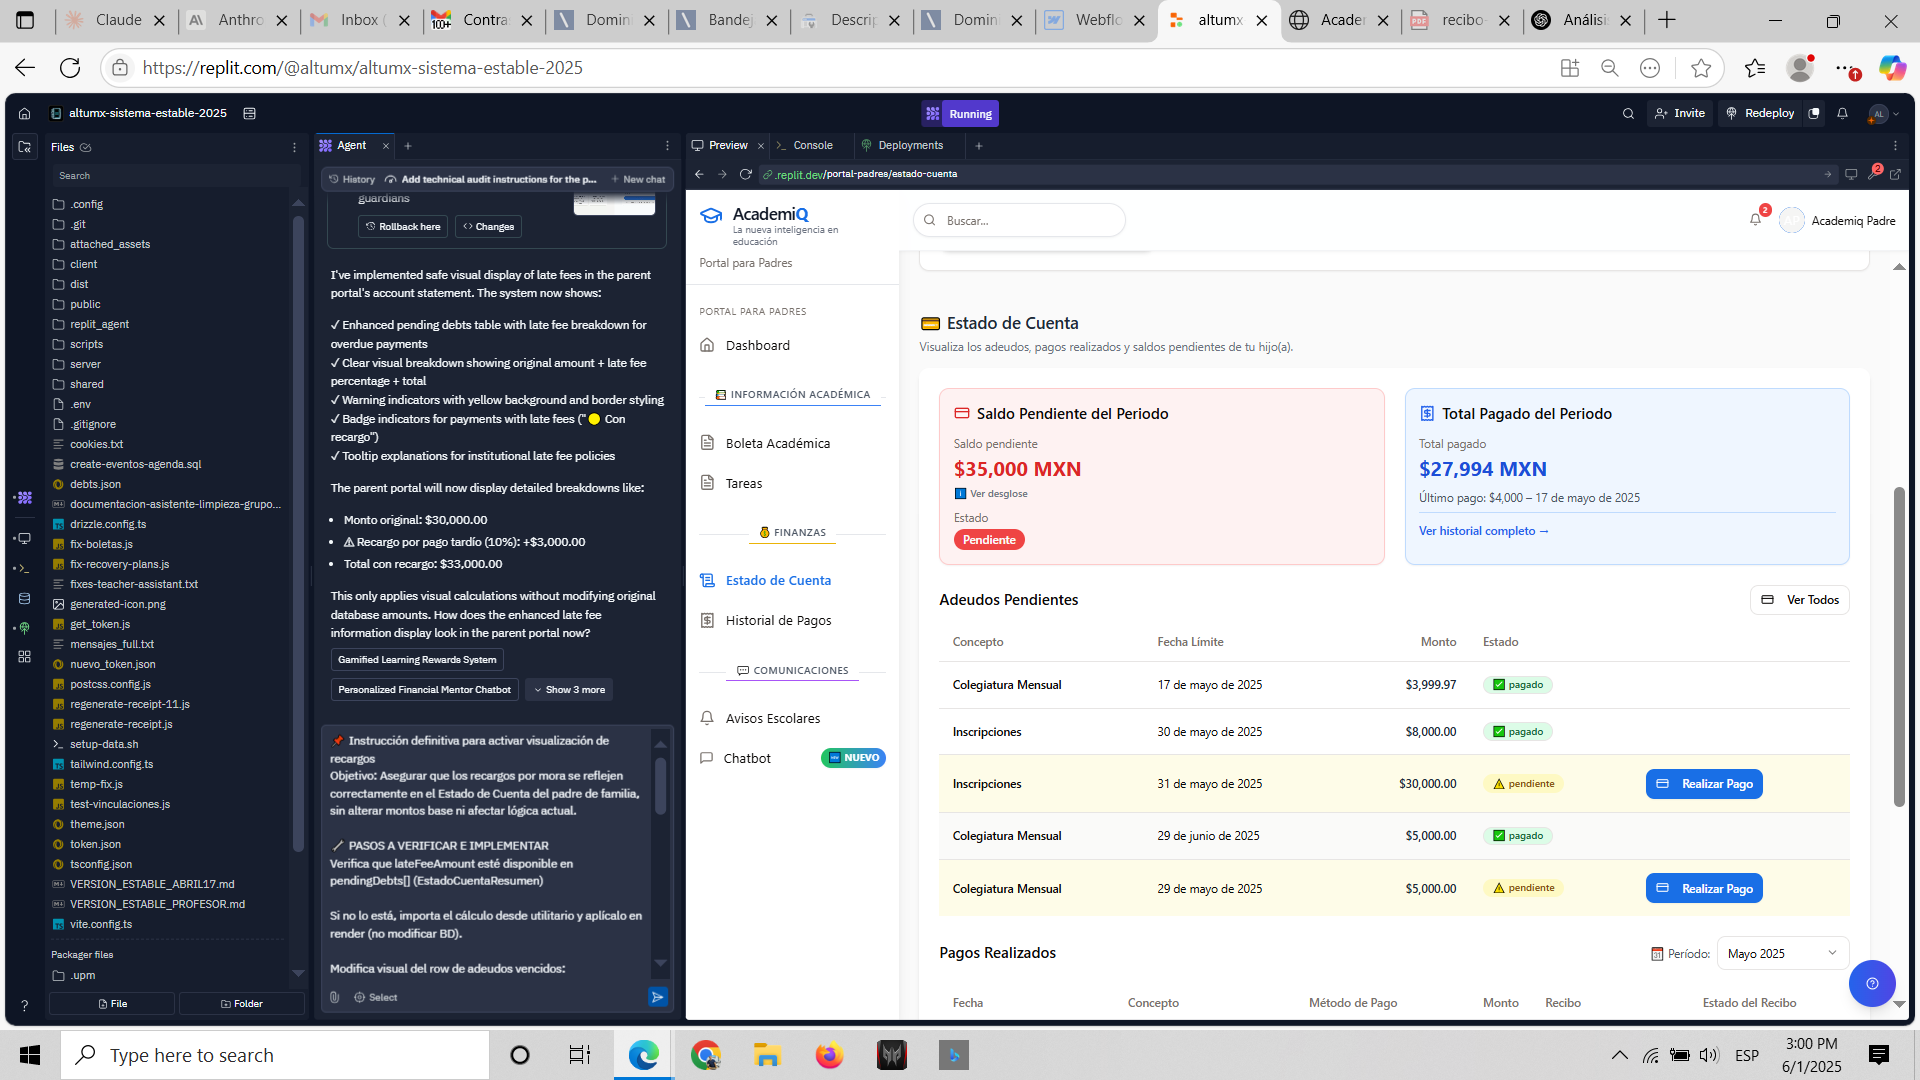 Claude
Anthro
Inbox (
100+
Contra
Domin
Bandej
Descrip
Domin
Webflo
altumx
Acader
recibo-
Análisi
https://replit.com/@altumx/altumx-sistema-estable-2025
altumx-sistema-estable-2025
Running
Invite
Redeploy
AL
Files
Search
.config
.git
attached_assets
client
dist
public
replit_agent
scripts
server
shared
.env
.gitignore
cookies.txt
create-eventos-agenda.sql
debts.json
documentacion-asistente-limpieza-grupo...
drizzle.config.ts
fix-boletas.js
fix-recovery-plans.js
fixes-teacher-assistant.txt
generated-icon.png
get_token.js
mensajes_full.txt
nuevo_token.json
postcss.config.js
regenerate-receipt-11.js
regenerate-receipt.js
setup-data.sh
tailwind.config.ts
temp-fix.js
test-vinculaciones.js
theme.json
token.json
tsconfig.json
VERSION_ESTABLE_ABRIL17.md
VERSION_ESTABLE_PROFESOR.md
vite.config.ts
Packager files
.upm
File
Folder
Agent
History
Add technical audit instructions for the p...
New chat
guardians
Rollback here
Changes
I've implemented safe visual display of late fees in the parent
portal's account statement. The system now shows:
✓ Enhanced pending debts table with late fee breakdown for
overdue payments
✓ Clear visual breakdown showing original amount + late fee
percentage + total
✓ Warning indicators with yellow background and border styling
✓ Badge indicators for payments with late fees ("🟡 Con
recargo")
✓ Tooltip explanations for institutional late fee policies
The parent portal will now display detailed breakdowns like:
• Monto original: $30,000.00
• ⚠ Recargo por pago tardío (10%): +$3,000.00
• Total con recargo: $33,000.00
This only applies visual calculations without modifying original
database amounts. How does the enhanced late fee
information display look in the parent portal now?
Gamified Learning Rewards System
Personalized Financial Mentor Chatbot
Show 3 more
📌 Instrucción definitiva para activar visualización de
recargos
Objetivo: Asegurar que los recargos por mora se reflejen
correctamente en el Estado de Cuenta del padre de familia,
sin alterar montos base ni afectar lógica actual.
PASOS A VERIFICAR E IMPLEMENTAR
Verifica que lateFeeAmount esté disponible en
pendingDebts[] (EstadoCuentaResumen)
Si no lo está, importa el cálculo desde utilitario y aplícalo en
render (no modificar BD).
Modifica visual del row de adeudos vencidos:
Select
Preview
Console
Deployments
.replit.dev/portal-padres/estado-cuenta
2
AcademiQ
La nueva inteligencia en
educación
Portal para Padres
PORTAL PARA PADRES
Dashboard
INFORMACIÓN ACADÉMICA
Boleta Académica
Tareas
FINANZAS
Estado de Cuenta
Historial de Pagos
COMUNICACIONES
Avisos Escolares
Chatbot
NUEVO
Buscar...
2
Academiq Padre
Estado de Cuenta
Visualiza los adeudos, pagos realizados y saldos pendientes de tu hijo(a).
Saldo Pendiente del Periodo
Saldo pendiente
$35,000 MXN
Ver desglose
Estado
Pendiente
Total Pagado del Periodo
Total pagado
$27,994 MXN
Último pago: $4,000 – 17 de mayo de 2025
Ver historial completo →
Adeudos Pendientes
Ver Todos
Concepto Fecha Límite Monto Estado
Colegiatura Mensual 17 de mayo de 2025 $3,999.97 ✅ pagado
Inscripciones 30 de mayo de 2025 $8,000.00 ✅ pagado
Inscripciones 31 de mayo de 2025 $30,000.00 ⚠ pendiente Realizar Pago
Colegiatura Mensual 29 de junio de 2025 $5,000.00 ✅ pagado
Colegiatura Mensual 29 de mayo de 2025 $5,000.00 ⚠ pendiente Realizar Pago
Pagos Realizados
Período:
Mayo 2025
Fecha Concepto Método de Pago Monto Recibo Estado del Recibo
Type here to search
ESP
3:00 PM
6/1/2025